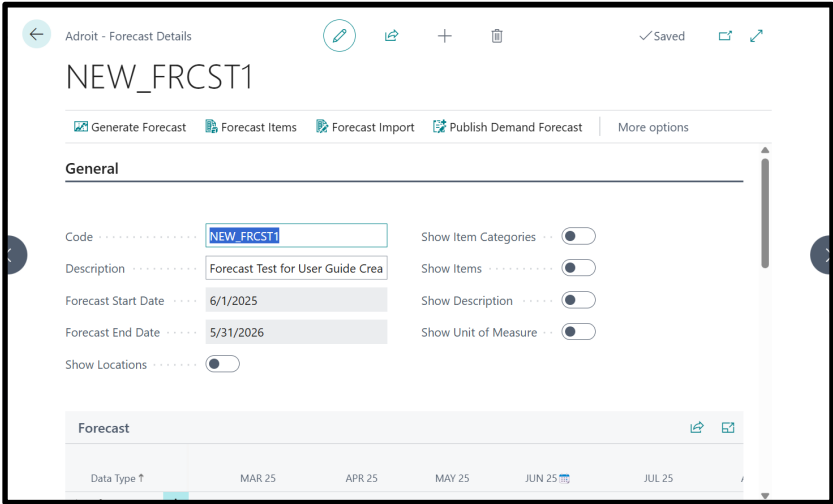 Adroit - Forecast Details
Saved
NEW_FRCST1
Generate Forecast Forecast Items Forecast Import Publish Demand Forecast More options
General
Code NEW_FRCST1 Show Item Categories
Description Forecast Test for User Guide Crea Show Items
Forecast Start Date 6/1/2025 Show Description
Forecast End Date 5/31/2026 Show Unit of Measure
Show Locations
Forecast
Data Type MAR 25 APR 25 MAY 25 JUN 25 JUL 25